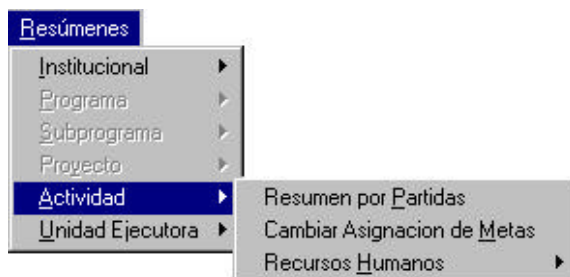 Resúmenes
Institucional
Programa
Subprograma
Proyecto
Actividad
Unidad Ejecutora
Resumen por Partidas
Cambiar Asignacion de Metas
Recursos Humanos